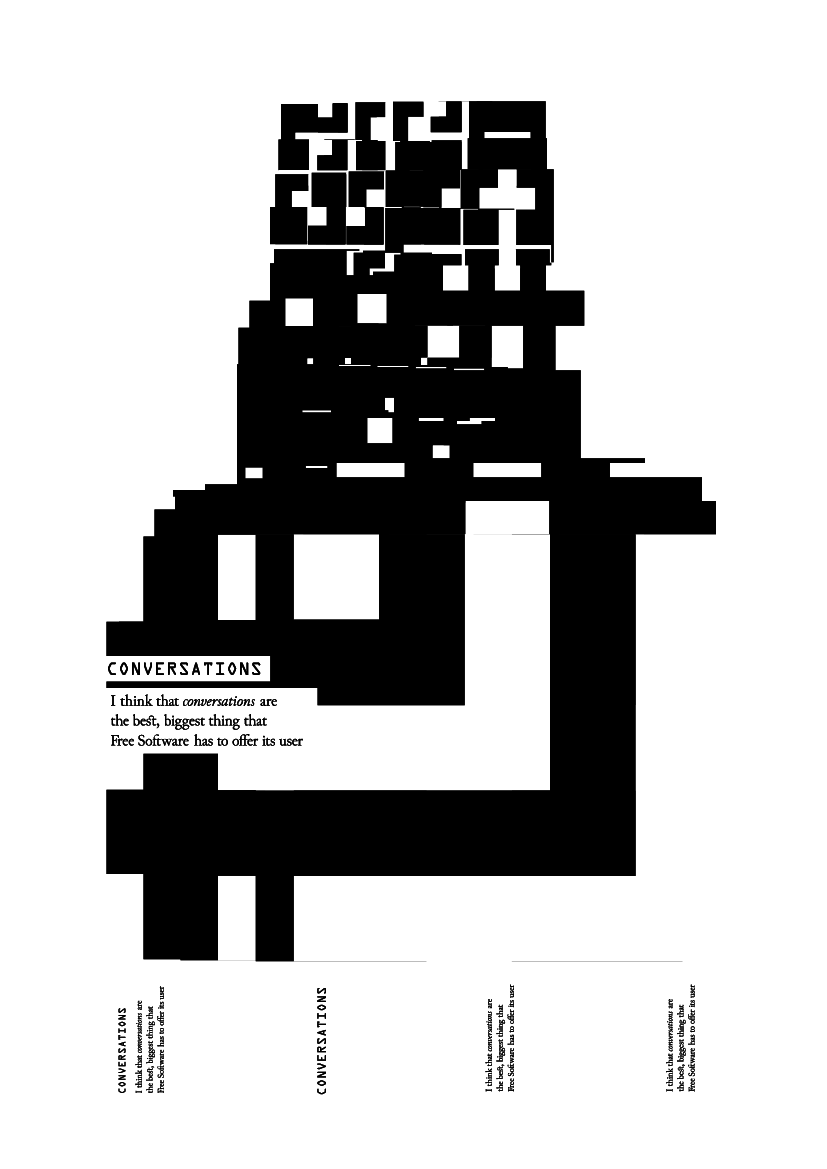 CONVERSATIONS
I think that conversations are
the best, biggest thing that
Free Software has to offer its user
CONVERSATIONS
I think that conversations are
the best, biggest thing that
Free Software has to offer its user
CONVERSATIONS
I think that conversations are
the best, biggest thing that
Free Software has to offer its user
I think that conversations are
the best, biggest thing that
Free Software has to offer its user